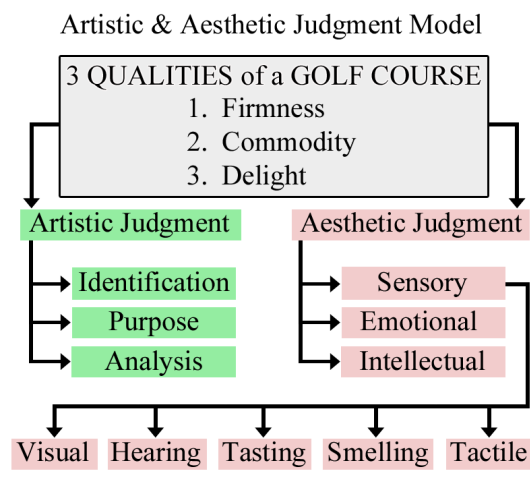 Artistic & Aesthetic Judgment Model
3 QUALITIES of a GOLF COURSE
1. Firmness
2. Commodity
3. Delight
Artistic Judgment
Aesthetic Judgment
Identification
Sensory
Purpose
Emotional
Analysis
Intellectual
Visual
Hearing
Tasting
Smelling
Tactile